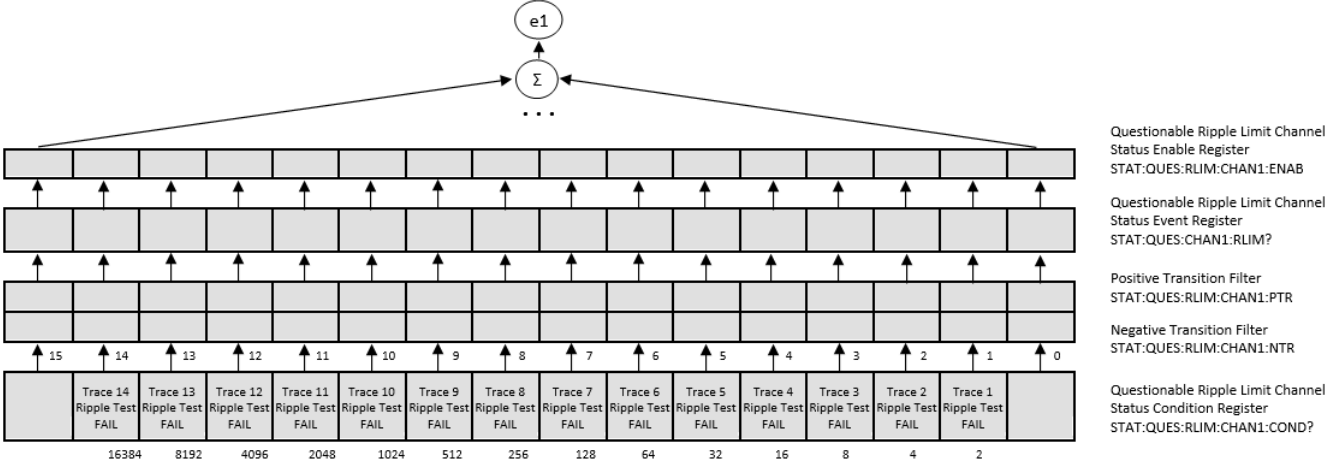 e1
Σ
. . .
Questionable Ripple Limit Channel
Status Enable Register
STAT:QUES:RLIM:CHAN1:ENAB
Questionable Ripple Limit Channel
Status Event Register
STAT:QUES:CHAN1:RLIM?
Positive Transition Filter
STAT:QUES:RLIM:CHAN1:PTR
Negative Transition Filter
STAT:QUES:RLIM:CHAN1:NTR
15 14 13 12 11 10 9 8 7 6 5 4 3 2 1 0
Trace 14 Trace 13 Trace 12 Trace 11 Trace 10 Trace 9 Trace 8 Trace 7 Trace 6 Trace 5 Trace 4 Trace 3 Trace 2 Trace 1
Ripple Test Ripple Test Ripple Test Ripple Test Ripple Test Ripple Test Ripple Test Ripple Test Ripple Test Ripple Test Ripple Test Ripple Test Ripple Test Ripple Test
FAIL FAIL FAIL FAIL FAIL FAIL FAIL FAIL FAIL FAIL FAIL FAIL FAIL FAIL
Questionable Ripple Limit Channel
Status Condition Register
STAT:QUES:RLIM:CHAN1:COND?
16384 8192 4096 2048 1024 512 256 128 64 32 16 8 4 2